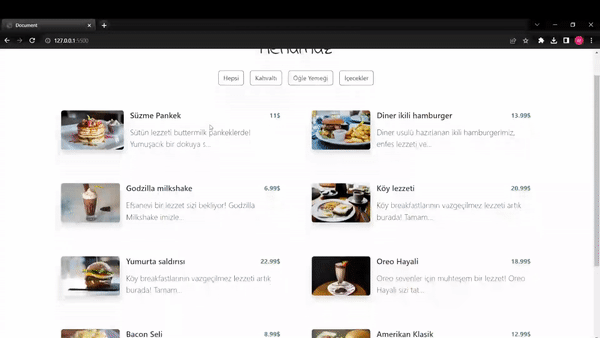 Document
127.0.0.1:5500
Menümüz
Hepsi
Kahvaltı
Öğle Yemeği
İçecekler
Süzme Pankek 11$
Sütün lezzeti buttermilk pankeklerde!
Yumuşacık bir dokuya s...
Diner ikili hamburger 13.99$
Diner usulü hazırlanan ikili hamburgerimiz,
enfes lezzeti ve...
Godzilla milkshake 6.99$
Efsanevi bir lezzet sizi bekliyor! Godzilla
Milkshake imizle...
Köy lezzeti 20.99$
Köy breakfastlarının vazgeçilmez lezzeti artık
burada! Tamam...
Yumurta saldırısı 22.99$
Köy breakfastlarının vazgeçilmez lezzeti artık
burada! Tamam...
Oreo Hayali 18.99$
Oreo sevenler için muhteşem bir lezzet! Oreo
Hayali sizi tat...
Bacon Seli 8.99$
Amerikan Klasik 12.99$